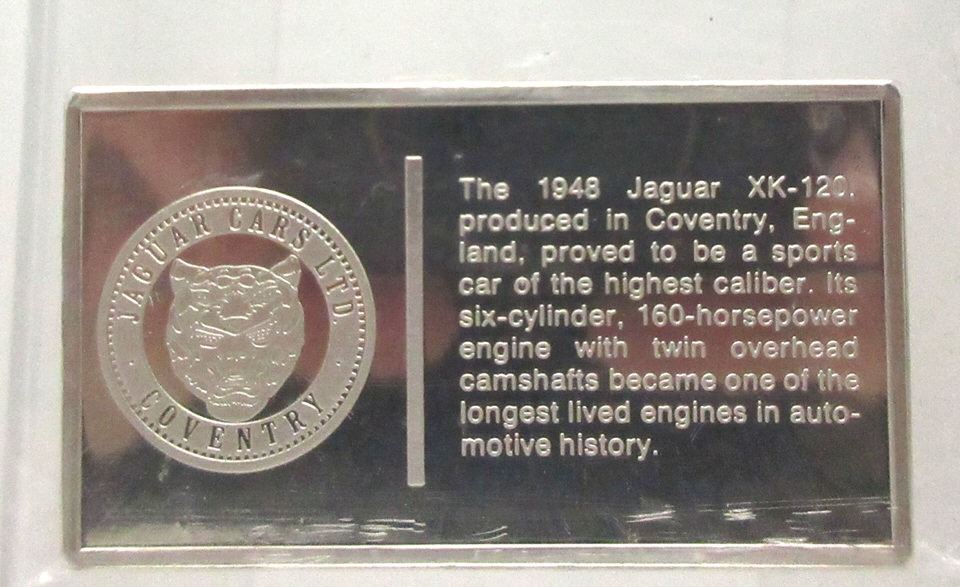 JAGUAR CARS LTD
COVENTRY
The 1948 Jaguar XK-120,
produced in Coventry, Eng-
land, proved to be a sports
car of the highest caliber. Its
six-cylinder, 160-horsepower
engine with twin overhead
camshafts became one of the
longest lived engines in auto-
motive history.